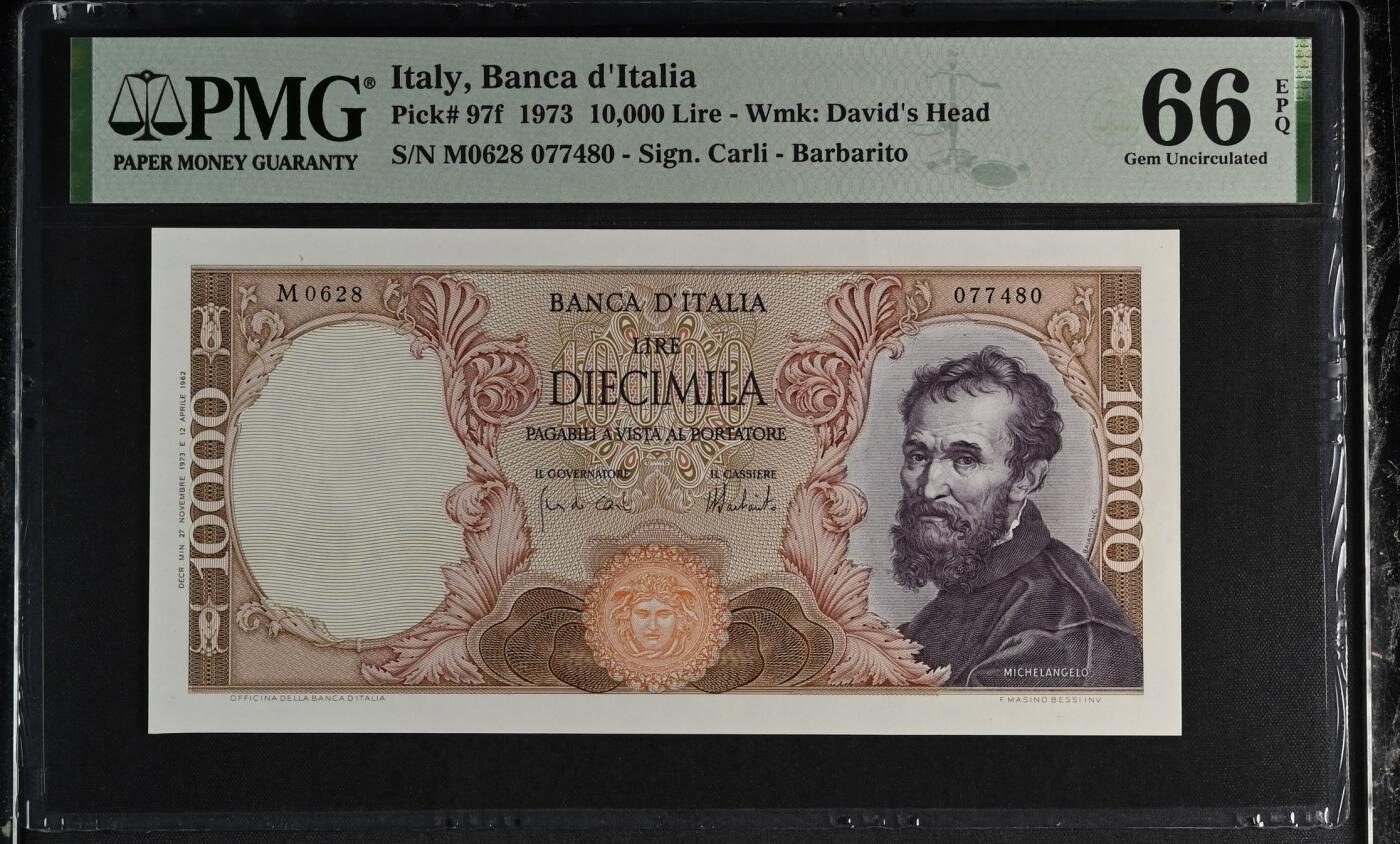 PMG®
PAPER MONEY GUARANTY
Italy, Banca d'Italia
Pick# 97f 1973 10,000 Lire - Wmk: David's Head
S/N M0628 077480 - Sign. Carli - Barbarito
66
EPQ
Gem Uncirculated
M0628
BANCA D'ITALIA
077480
LIRE
10000
DIECIMILA
PAGABILI A VISTA AL PORTATORE
IL GOVERNATORE
IL CASSIERE
10000
10000
DECR. MIN. 27 NOVEMBRE 1973 E 12 APRILE 1962
MICHELANGELO
OFFICINA DELLA BANCA D'ITALIA
F. MASINO BESSI INV.